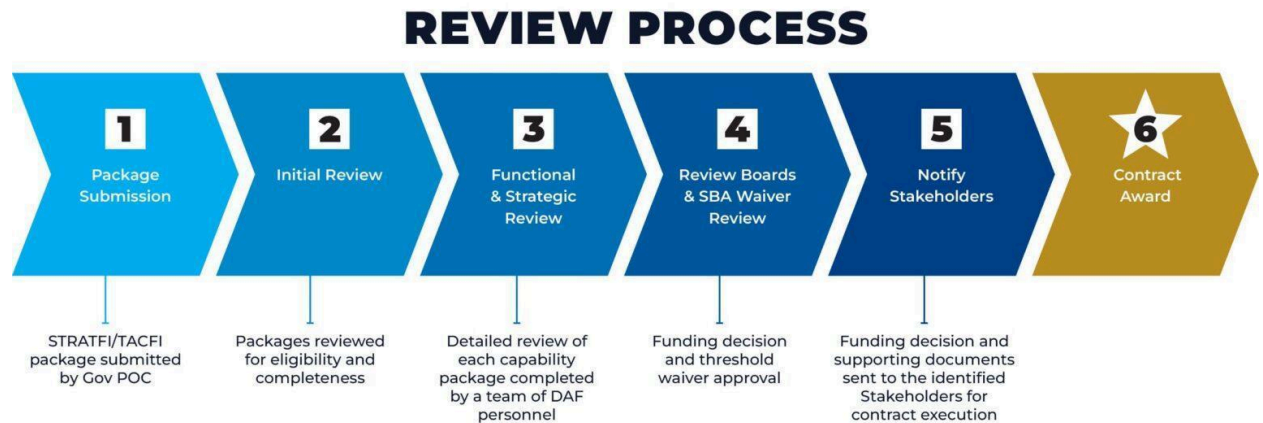 REVIEW PROCESS
1
Package
Submission
2
Initial Review
3
Functional
& Strategic
Review
4
Review Boards
& SBA Waiver
Review
5
Notify
Stakeholders
6
Contract
Award
STRATFI/TACFI
package submitted
by Gov POC
Packages reviewed
for eligibility and
completeness
Detailed review of
each capability
package completed
by a team of DAF
personnel
Funding decision
and threshold
waiver approval
Funding decision and
supporting documents
sent to the identified
Stakeholders for
contract execution